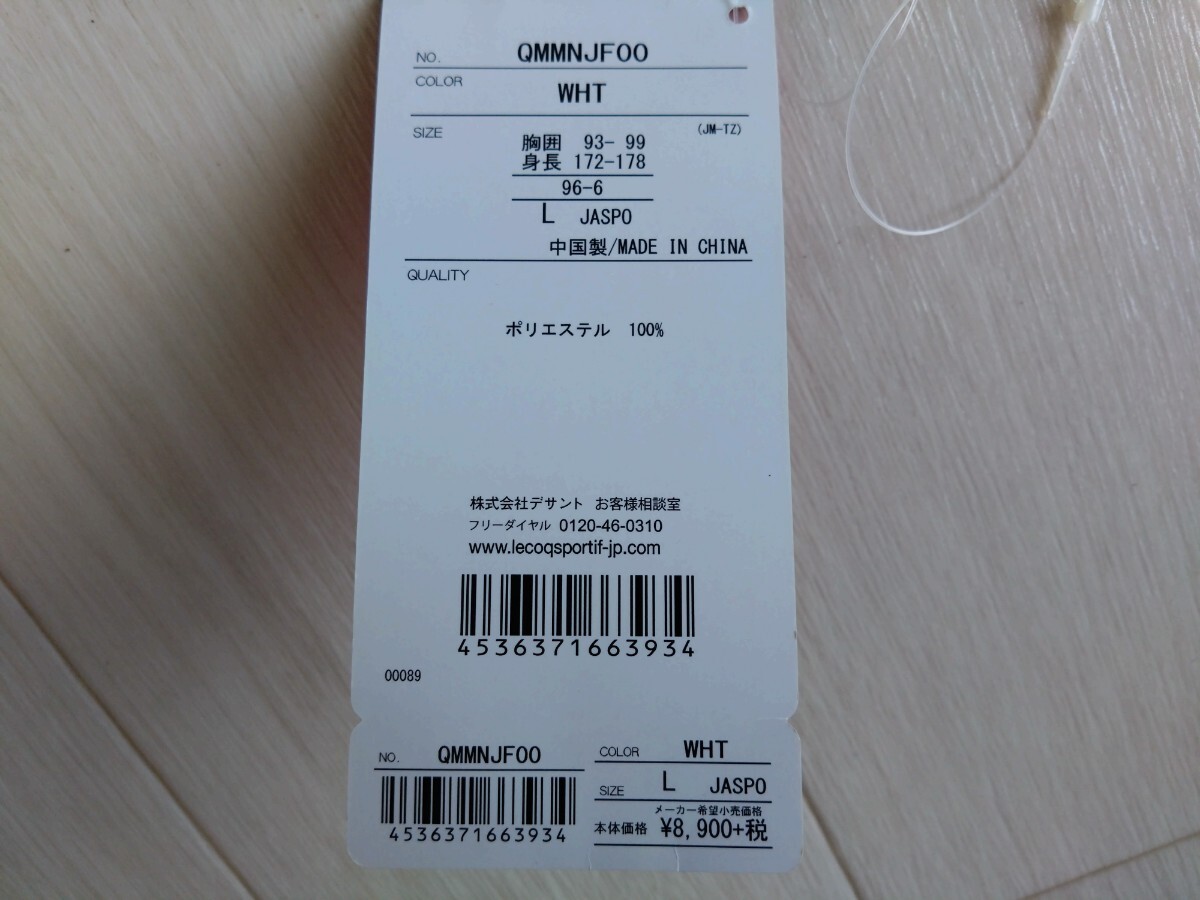 NO. QMMNJF00
COLOR
WHT
SIZE
(JM-TZ)
胸囲 93- 99
身長 172-178
96-6
L JASPO
中国製/MADE IN CHINA
QUALITY
ポリエステル 100%
株式会社デサント お客様相談室
フリーダイヤル 0120-46-0310
www.lecoqsportif-jp.com
4536371663934
00089
NO. QMMNJF00
4536371663934
COLOR WHT
SIZE L JASPO
メーカー希望小売価格
本体価格 ¥8,900+税